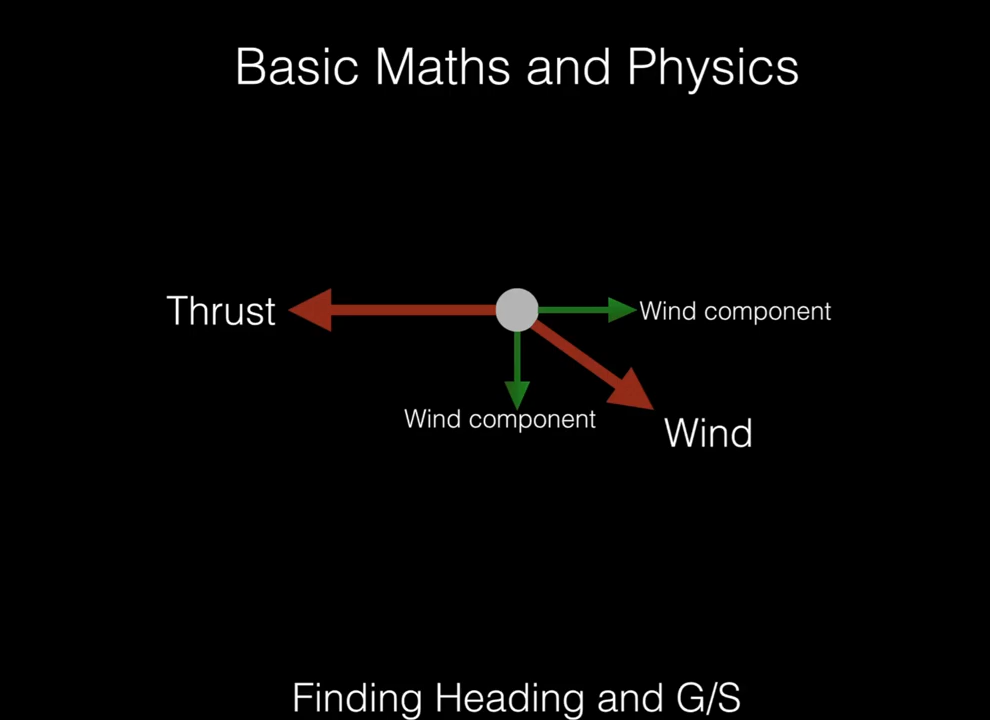 Basic Maths and Physics
Thrust
Wind component
Wind component
Wind
Finding Heading and G/S